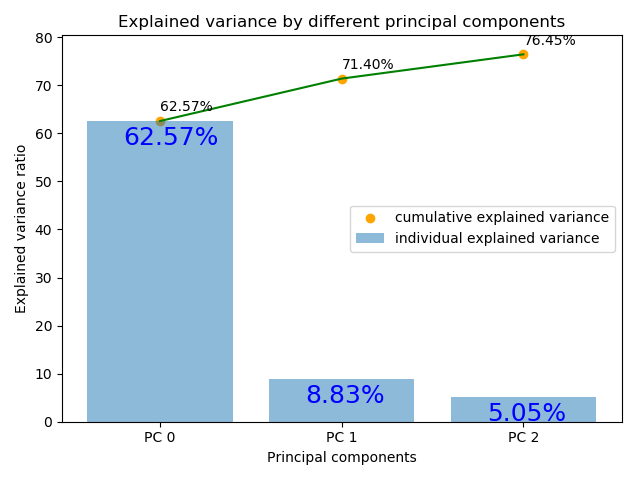 Explained variance by different principal components
80
70
60
50
40
30
20
10
0
Explained variance ratio
62.57%
71.40%
76.45%
62.57%
8.83%
5.05%
cumulative explained variance
individual explained variance
PC 0
PC 1
PC 2
Principal components